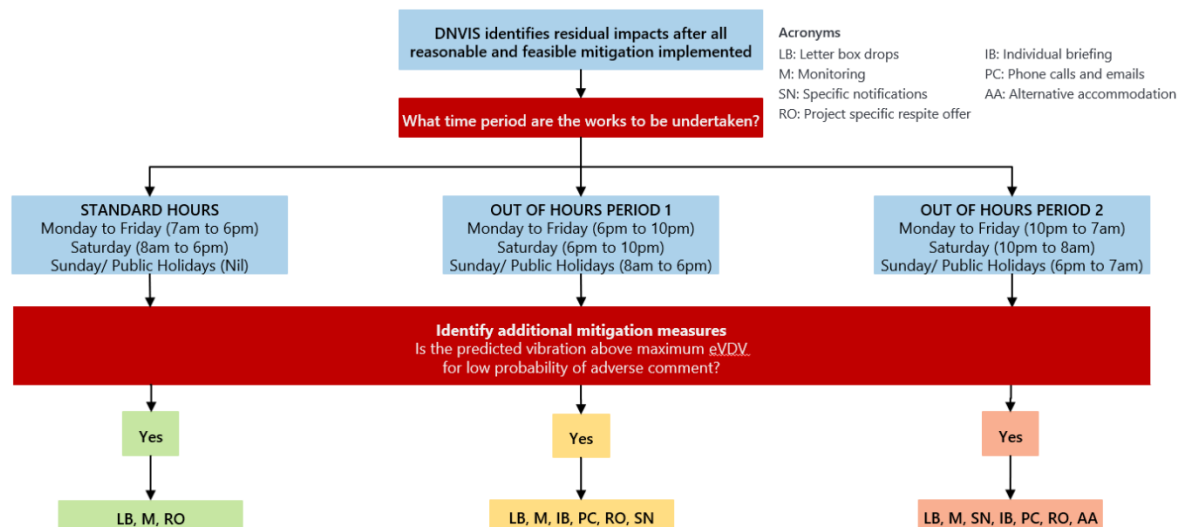 DNVIS identifies residual impacts after all
reasonable and feasible mitigation implemented
Acronyms
LB: Letter box drops
IB: Individual briefing
M: Monitoring
PC: Phone calls and emails
SN: Specific notifications
AA: Alternative accommodation
RO: Project specific respite offer
What time period are the works to be undertaken?
STANDARD HOURS
Monday to Friday (7am to 6pm)
Saturday (8am to 6pm)
Sunday/ Public Holidays (Nil)
OUT OF HOURS PERIOD 1
Monday to Friday (6pm to 10pm)
Saturday (6pm to 10pm)
Sunday/ Public Holidays (8am to 6pm)
OUT OF HOURS PERIOD 2
Monday to Friday (10pm to 7am)
Saturday (10pm to 8am)
Sunday/ Public Holidays (6pm to 7am)
Identify additional mitigation measures
Is the predicted vibration above maximum eVDV
for low probability of adverse comment?
Yes
Yes
Yes
LB, M, RO
LB, M, IB, PC, RO, SN
LB, M, SN, IB, PC, RO, AA